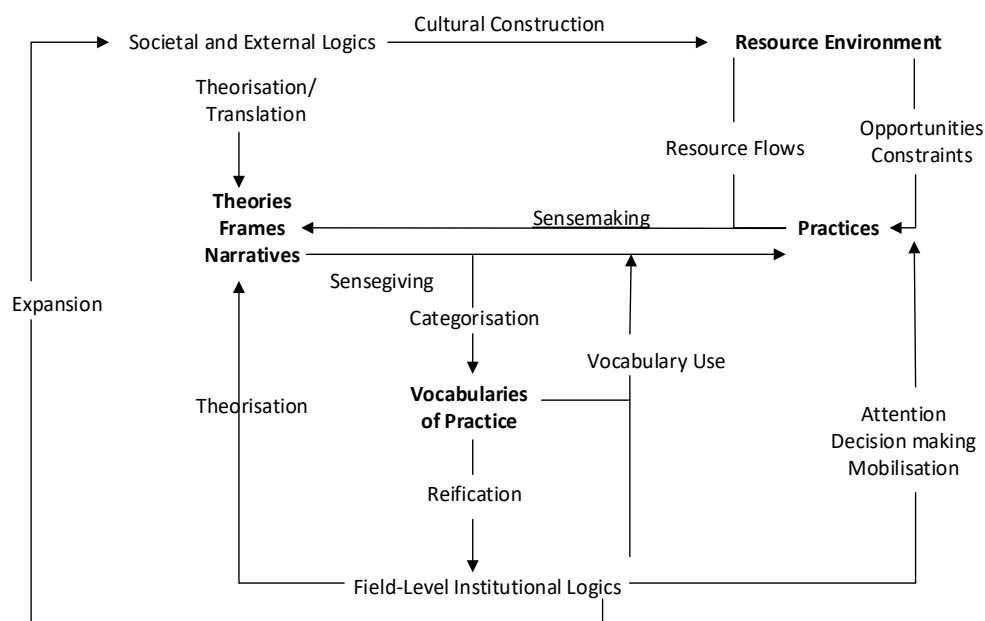 Cultural Construction
Societal and External Logics
Resource Environment
Theorisation/
Translation
Opportunities
Constraints
Resource Flows
Theories
Frames
Narratives
Sensemaking
Practices
Sensegiving
Expansion
Categorisation
Vocabulary Use
Vocabularies
of Practice
Theorisation
Attention
Decision making
Mobilisation
Reification
Field-Level Institutional Logics